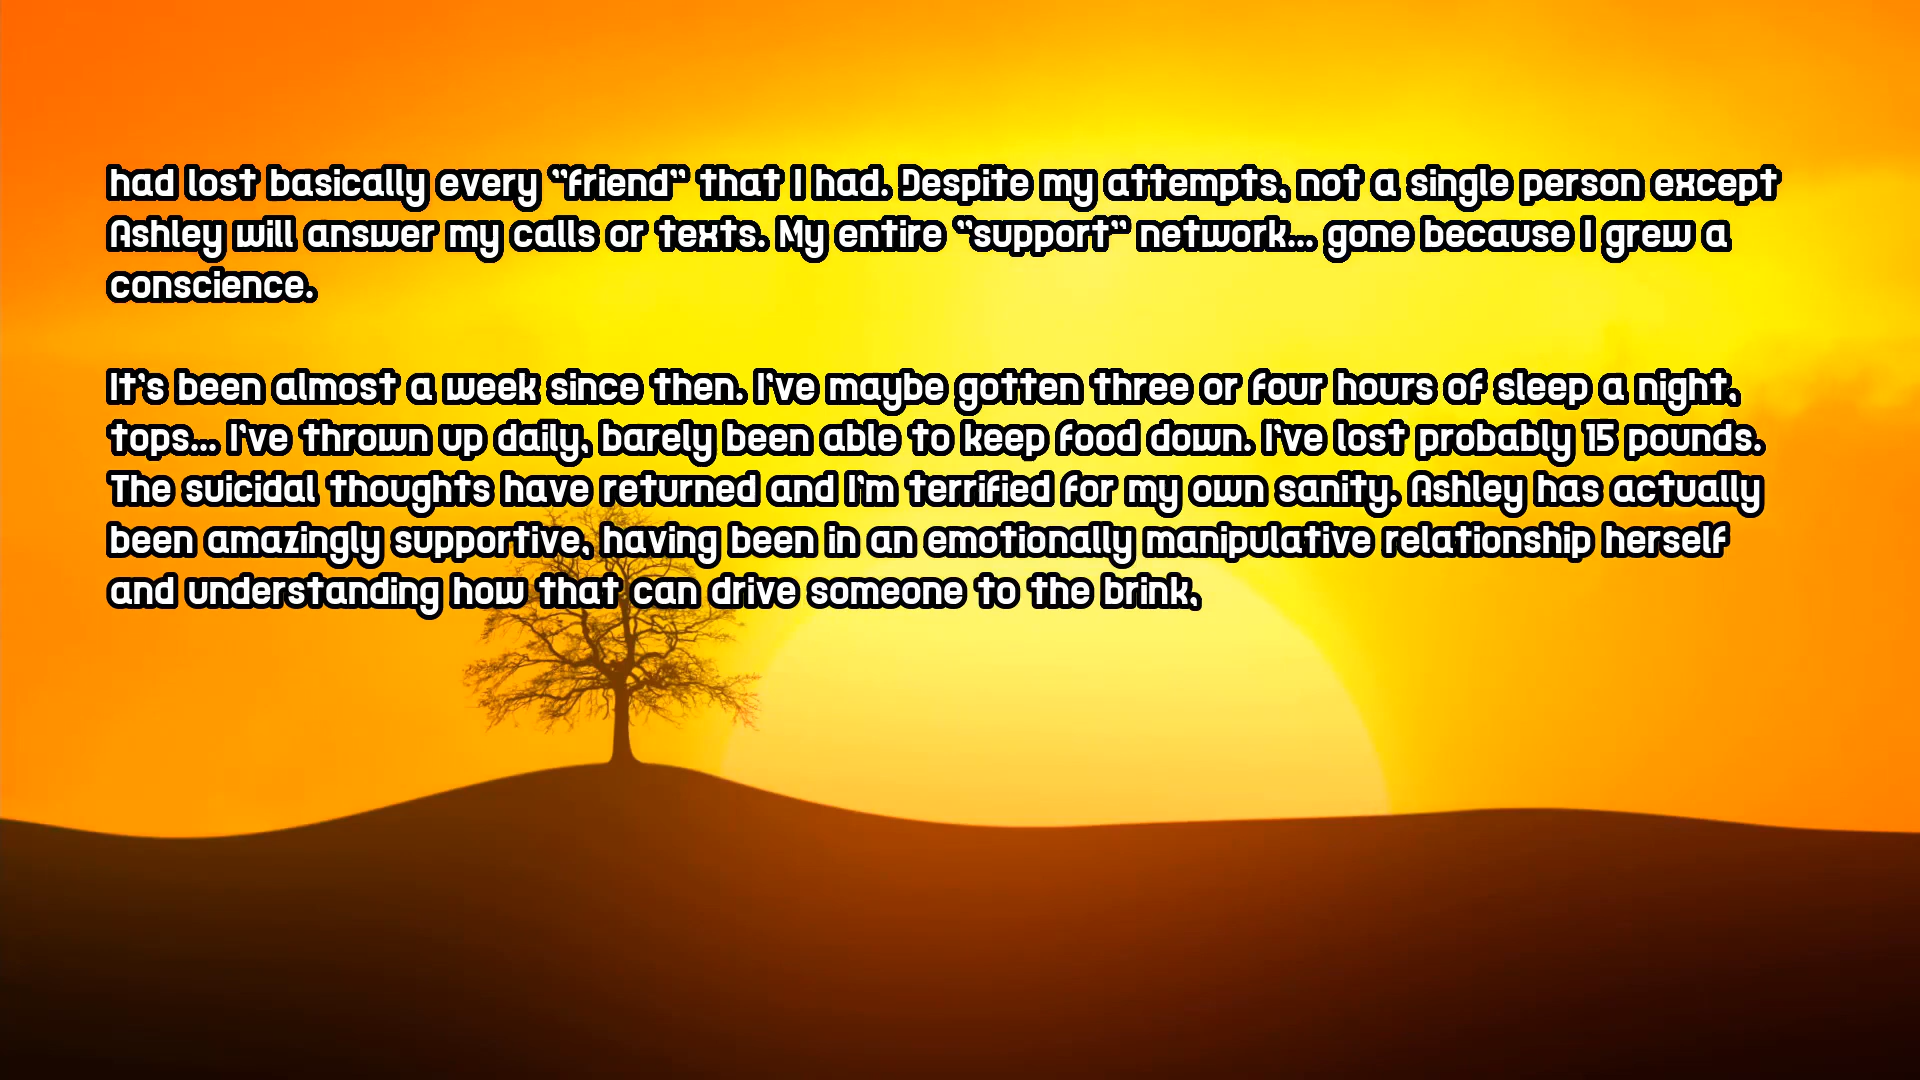 had lost basically every "friend" that I had. Despite my attempts, not a single person except
Ashley will answer my calls or texts. My entire "support" network... gone because I grew a
conscience.
It's been almost a week since then. I've maybe gotten three or four hours of sleep a night,
tops... I've thrown up daily, barely been able to keep food down. I've lost probably 15 pounds.
The suicidal thoughts have returned and I'm terrified for my own sanity. Ashley has actually
been amazingly supportive, having been in an emotionally manipulative relationship herself
and understanding how that can drive someone to the brink,